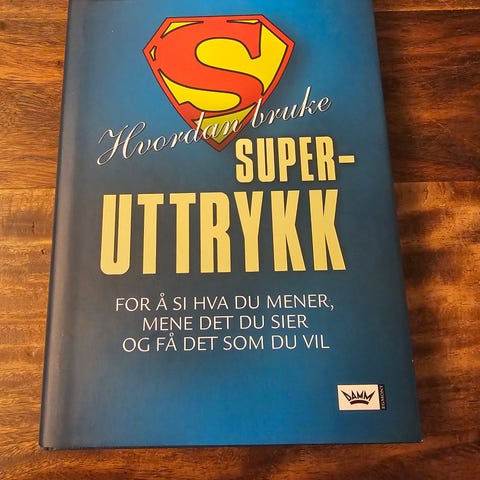 S
Hvordan bruke
SUPER-
UTTRYKK
FOR Å SI HVA DU MENER,
MENE DET DU SIER
OG FÅ DET SOM DU VIL
DAMM
EGMONT